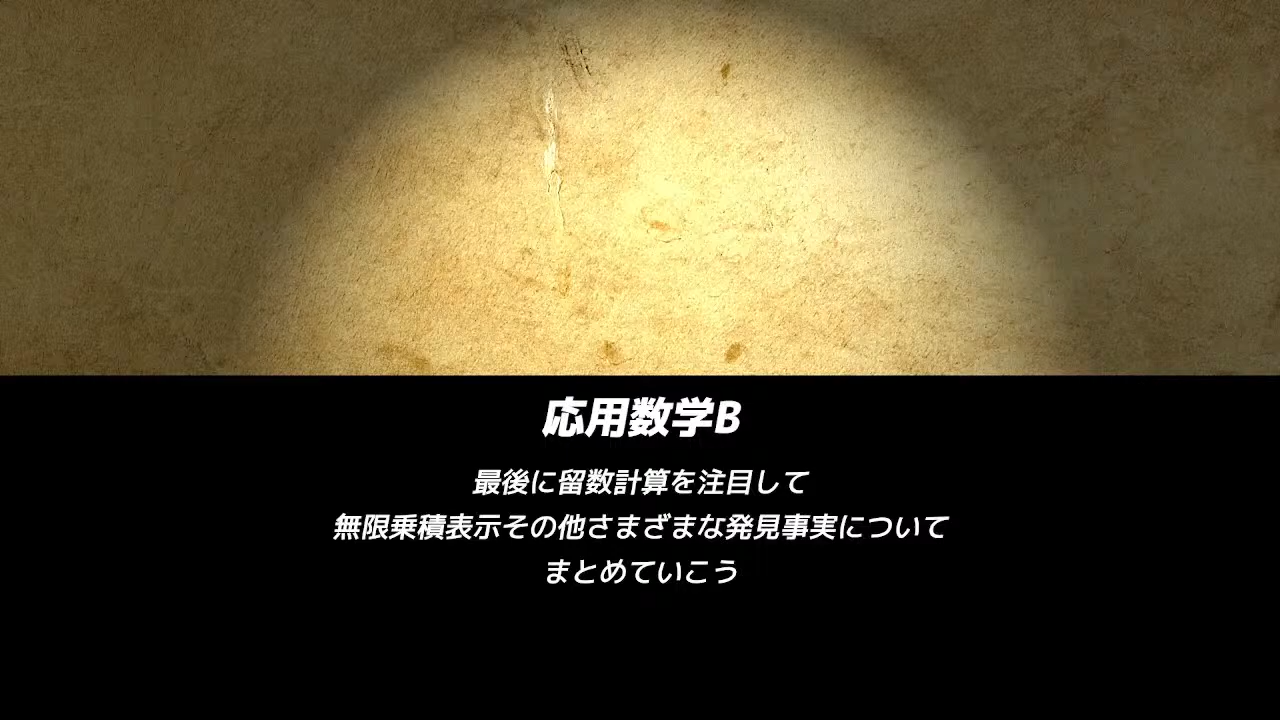 応用数学B
最後に留数計算を注目して
無限乗積表示その他さまざまな発見事実について
まとめていこう